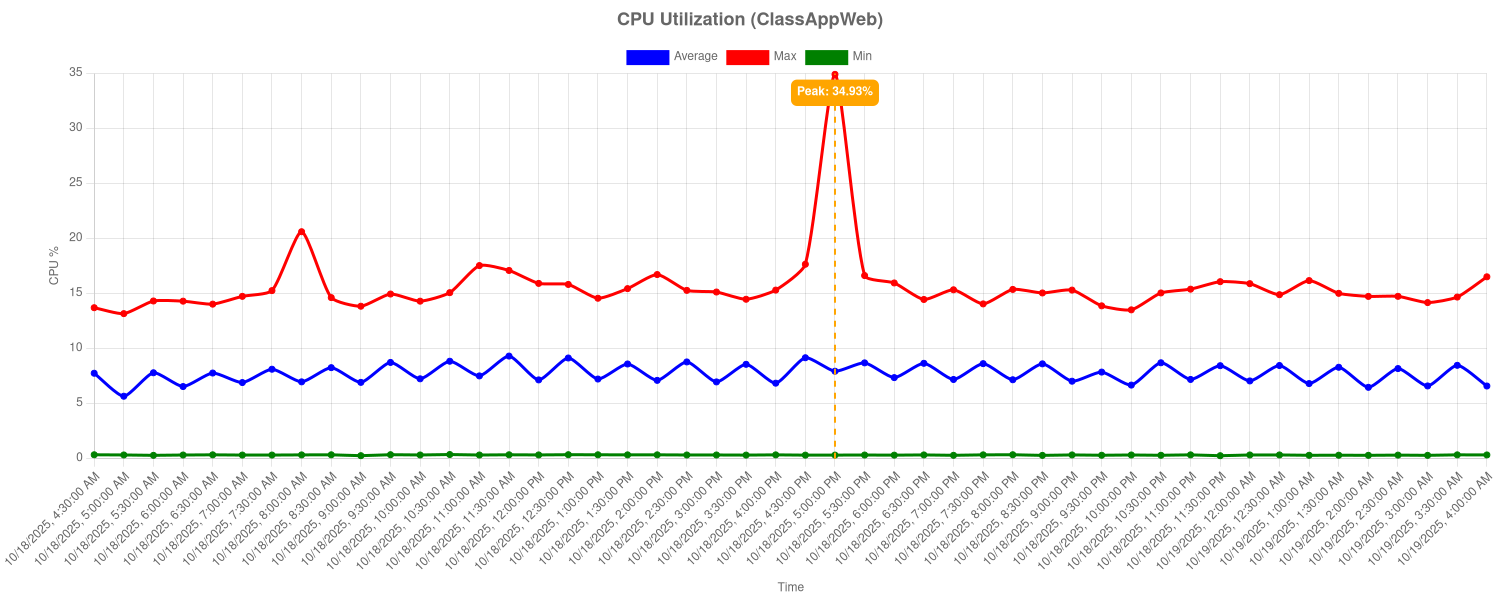 CPU Utilization (ClassAppWeb)
Average Max Min
35
30
25
20
15
10
5
0
CPU %
Peak: 34.93%
10/18/2025, 4:30:00 AM
10/18/2025, 5:00:00 AM
10/18/2025, 5:30:00 AM
10/18/2025, 6:00:00 AM
10/18/2025, 6:30:00 AM
10/18/2025, 7:00:00 AM
10/18/2025, 7:30:00 AM
10/18/2025, 8:00:00 AM
10/18/2025, 8:30:00 AM
10/18/2025, 9:00:00 AM
10/18/2025, 9:30:00 AM
10/18/2025, 10:00:00 AM
10/18/2025, 10:30:00 AM
10/18/2025, 11:00:00 AM
10/18/2025, 11:30:00 AM
10/18/2025, 12:00:00 PM
10/18/2025, 12:30:00 PM
10/18/2025, 1:00:00 PM
10/18/2025, 1:30:00 PM
10/18/2025, 2:00:00 PM
10/18/2025, 2:30:00 PM
10/18/2025, 3:00:00 PM
10/18/2025, 3:30:00 PM
10/18/2025, 4:00:00 PM
10/18/2025, 4:30:00 PM
10/18/2025, 5:00:00 PM
10/18/2025, 5:30:00 PM
10/18/2025, 6:00:00 PM
10/18/2025, 6:30:00 PM
10/18/2025, 7:00:00 PM
10/18/2025, 7:30:00 PM
10/18/2025, 8:00:00 PM
10/18/2025, 8:30:00 PM
10/18/2025, 9:00:00 PM
10/18/2025, 9:30:00 PM
10/18/2025, 10:00:00 PM
10/18/2025, 10:30:00 PM
10/18/2025, 11:00:00 PM
10/18/2025, 11:30:00 PM
10/19/2025, 12:00:00 AM
10/19/2025, 12:30:00 AM
10/19/2025, 1:00:00 AM
10/19/2025, 1:30:00 AM
10/19/2025, 2:00:00 AM
10/19/2025, 2:30:00 AM
10/19/2025, 3:00:00 AM
10/19/2025, 3:30:00 AM
10/19/2025, 4:00:00 AM
Time